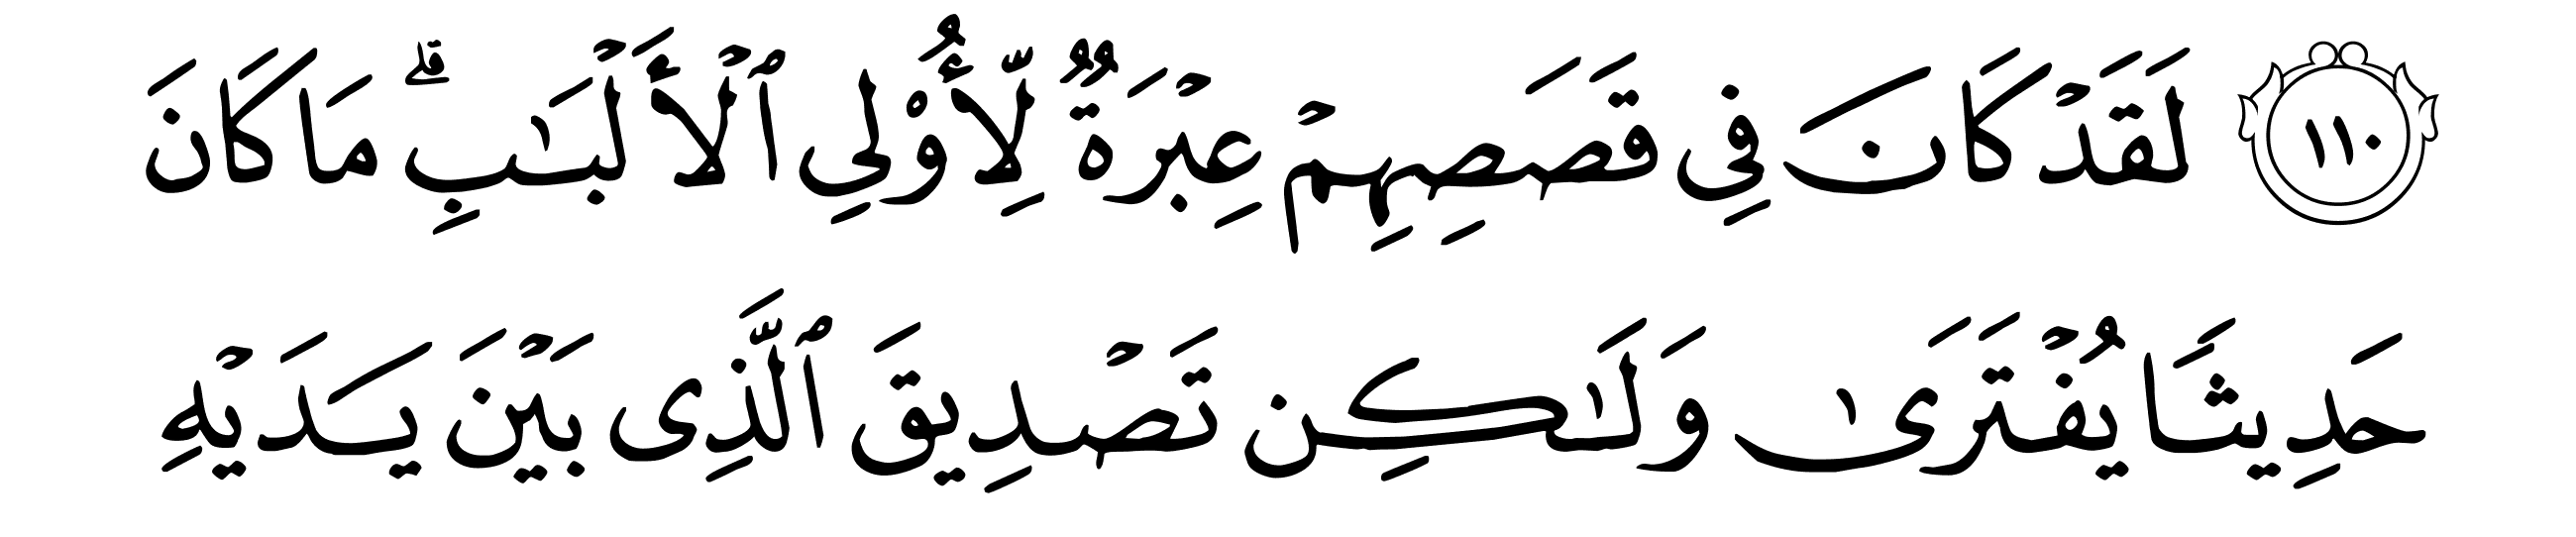 ١١٠ لَقَدْ كَانَ فِي قَصَصِهِمْ عِبْرَةٌ لِّأُوْلِي ٱلْأَلْبَٰبِۗ مَا كَانَ
حَدِيثًا يُفْتَرَىٰ وَلَٰكِن تَصْدِيقَ ٱلَّذِى بَيْنَ يَدَيْهِ